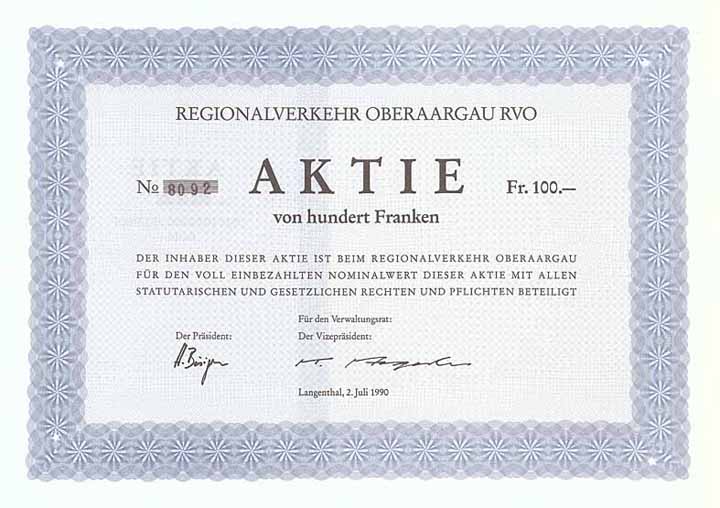 REGIONALVERKEHR OBERAARGAU RVO
No 8092 AKTIE Fr. 100.—
von hundert Franken
DER INHABER DIESER AKTIE IST BEIM REGIONALVERKEHR OBERAARGAU
FÜR DEN VOLL EINBEZAHLTEN NOMINALWERT DIESER AKTIE MIT ALLEN
STATUTARISCHEN UND GESETZLICHEN RECHTEN UND PFLICHTEN BETEILIGT
Für den Verwaltungsrat:
Der Präsident: Der Vizepräsident:
Langenthal, 2. Juli 1990